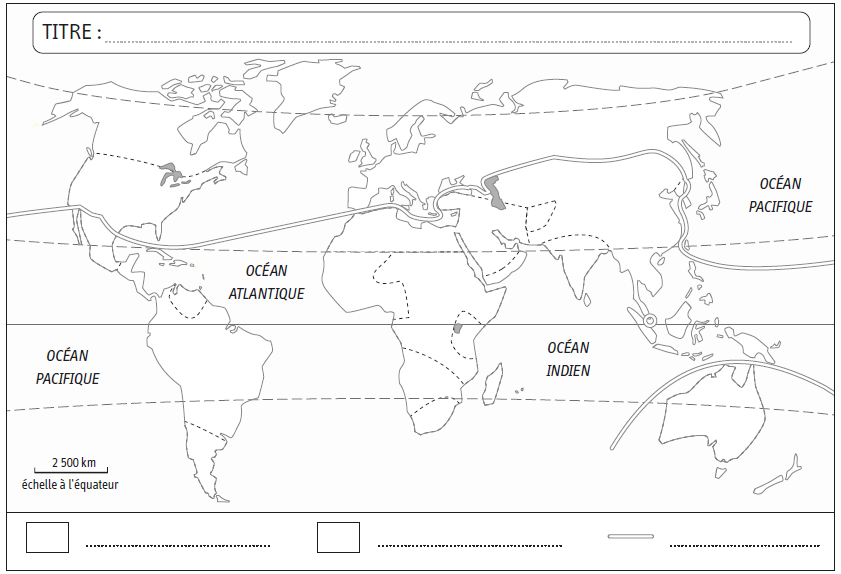 TITRE :
OCÉAN
PACIFIQUE
OCÉAN
ATLANTIQUE
OCÉAN
PACIFIQUE
OCÉAN
INDIEN
2 500 km
échelle à l'équateur